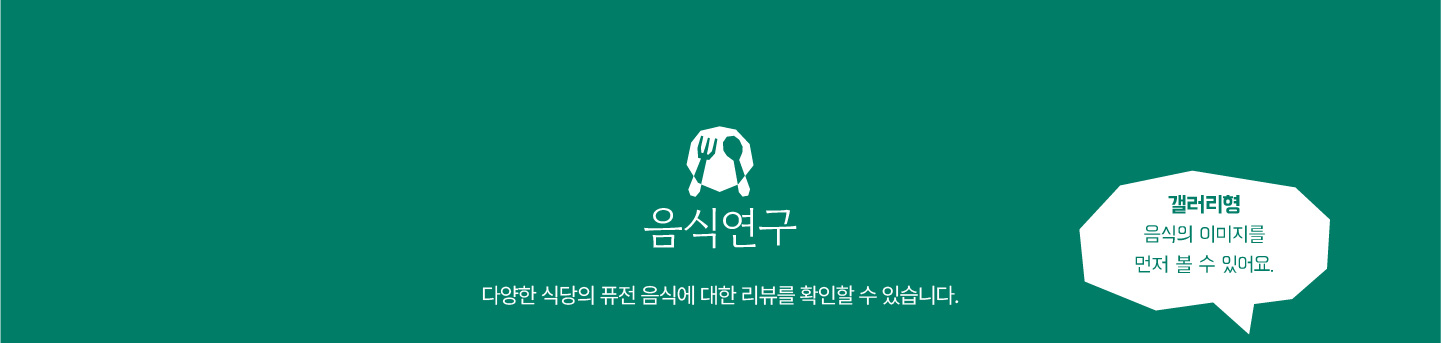 음식연구
다양한 식당의 퓨전 음식에 대한 리뷰를 확인할 수 있습니다.
갤러리형
음식의 이미지를
먼저 볼 수 있어요.